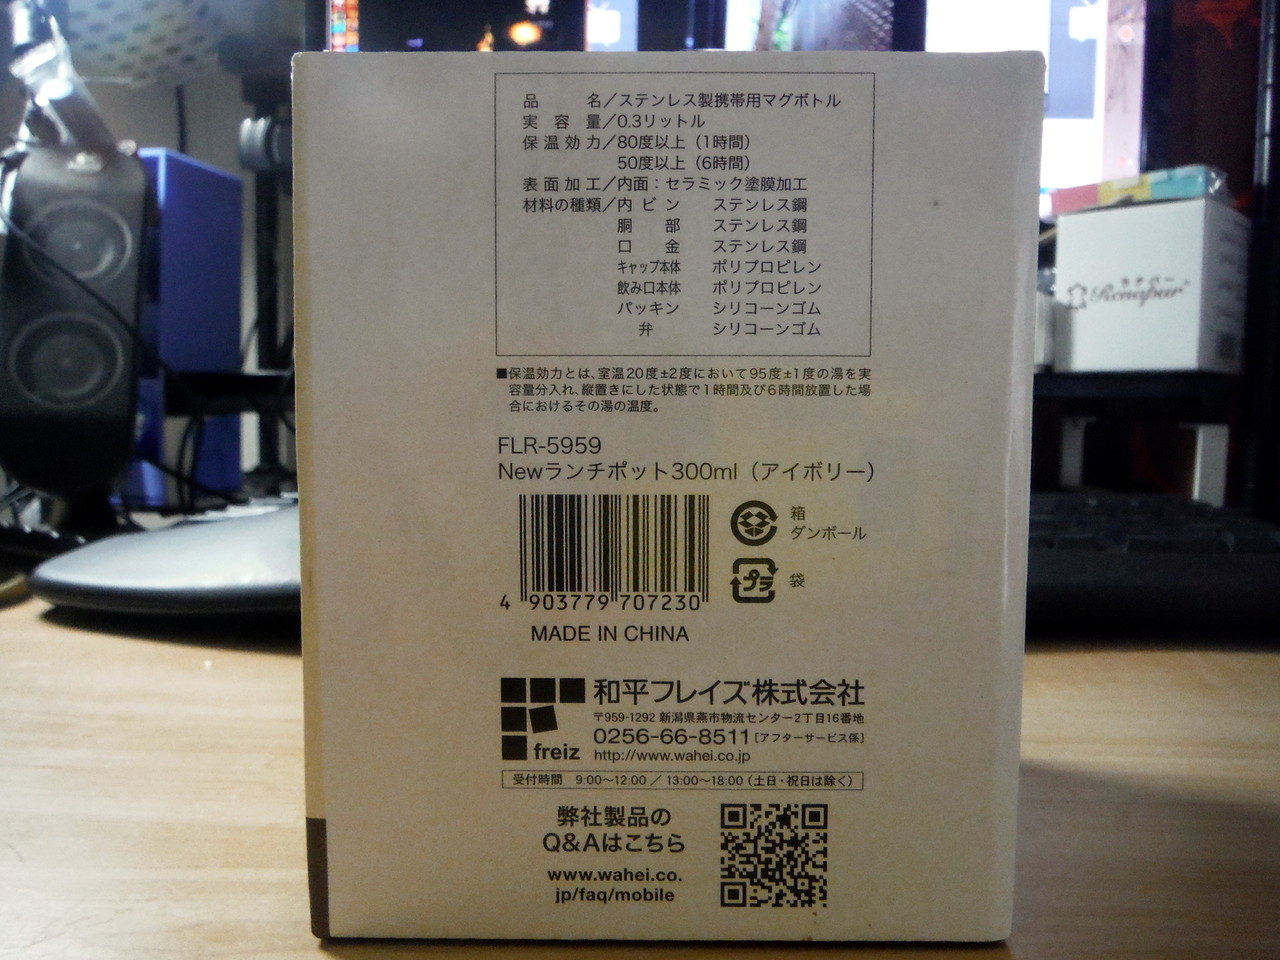 品名／ステンレス製携帯用マグボトル
実容量／0.3リットル
保温効力／80度以上（1時間）
50度以上（6時間）
表面加工／内面：セラミック塗膜加工
材料の種類／内ビン ステンレス鋼
胴部 ステンレス鋼
口金 ステンレス鋼
キャップ本体 ポリプロピレン
飲み口本体 ポリプロピレン
パッキン シリコーンゴム
弁 シリコーンゴム
■保温効力とは、室温20度±2度において95度±1度の湯を実
容量分入れ、縦置きにした状態で1時間及び6時間放置した場
合におけるその湯の温度。
FLR-5959
Newランチポット300ml（アイボリー）
箱
ダンボール
プラ
袋
4 903779 707230
MADE IN CHINA
和平フレイズ株式会社
〒959-1292 新潟県燕市物流センター2丁目16番地
0256-66-8511［アフターサービス係］
freiz
http://www.wahei.co.jp
受付時間 9:00〜12:00／13:00〜18:00（土日・祝日は除く）
弊社製品の
Q&Aはこちら
www.wahei.co.
jp/faq/mobile
ラナパー
Renapur